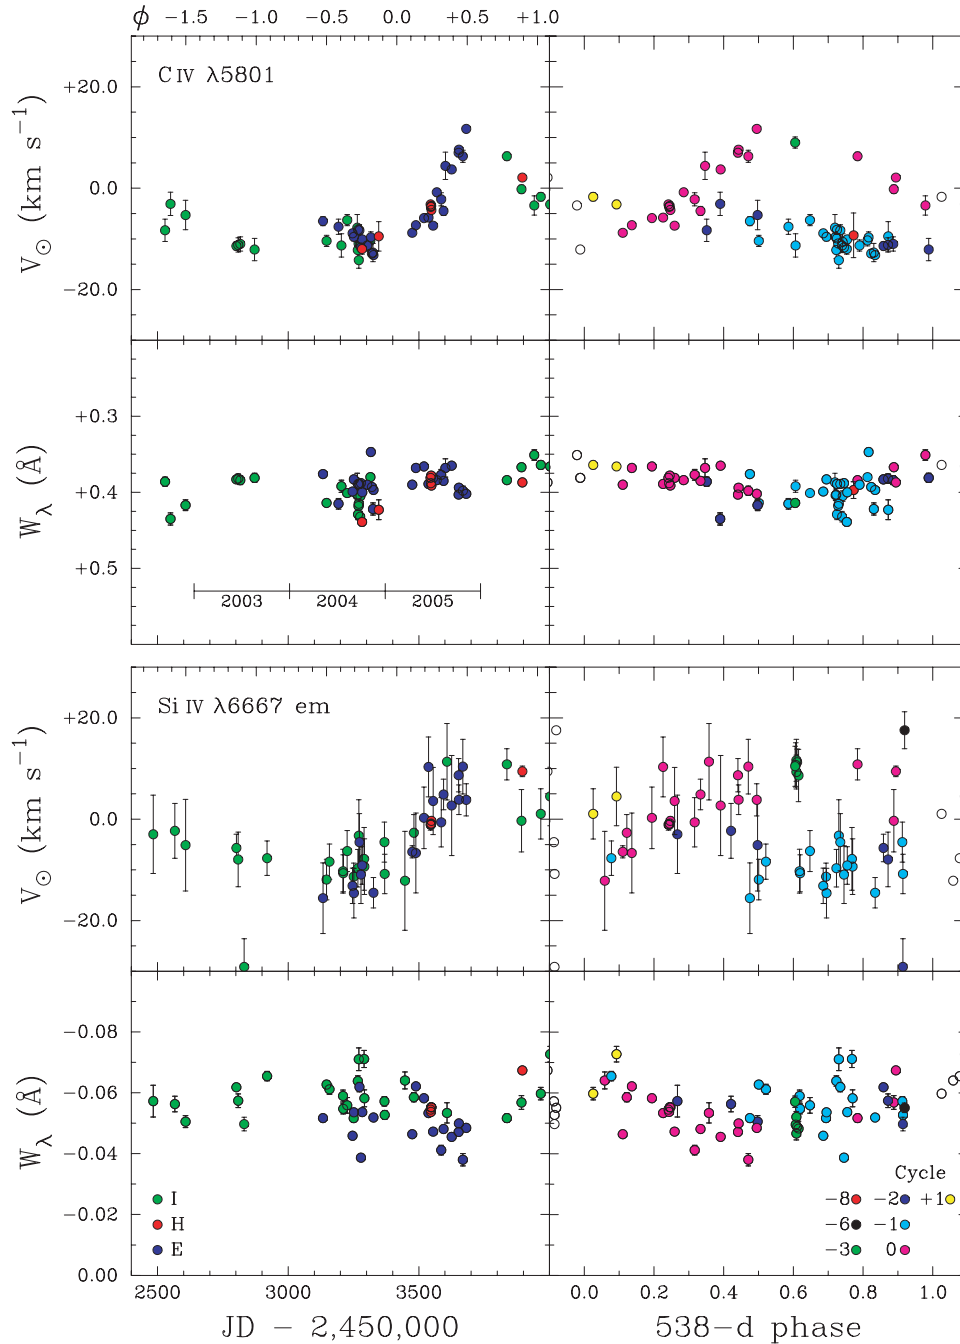 ϕ −1.5 −1.0 −0.5 0.0 +0.5 +1.0
C IV λ5801
V☉ (km s⁻¹)
+20.0
0.0
−20.0
W_λ (Å)
+0.3
+0.4
+0.5
2003 2004 2005
Si IV λ6667 em
V☉ (km s⁻¹)
+20.0
0.0
−20.0
W_λ (Å)
−0.08
−0.06
−0.04
−0.02
0.00
I
H
E
Cycle
−8 −2 +1
−6 −1
−3 0
2500 3000 3500 0.0 0.2 0.4 0.6 0.8 1.0
JD − 2,450,000 538−d phase